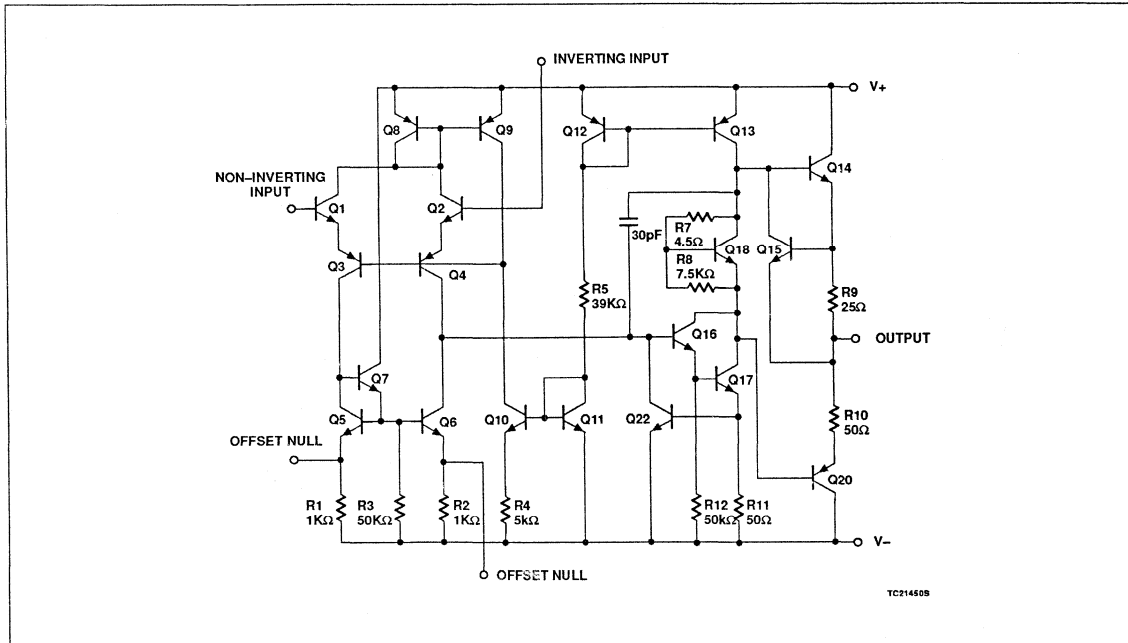 INVERTING INPUT
V+
Q8
Q9
Q12
Q13
Q14
NON–INVERTING
INPUT
Q1
Q2
30pF
R7
4.5Ω
Q18
Q15
R8
7.5KΩ
Q3
Q4
R5
39KΩ
R9
25Ω
Q16
OUTPUT
Q7
Q17
Q5
Q6
Q10
Q11
Q22
R10
50Ω
OFFSET NULL
Q20
R1
1KΩ
R3
50KΩ
R2
1KΩ
R4
5kΩ
R12
50kΩ
R11
50Ω
V–
OFFSET NULL
TC21450S